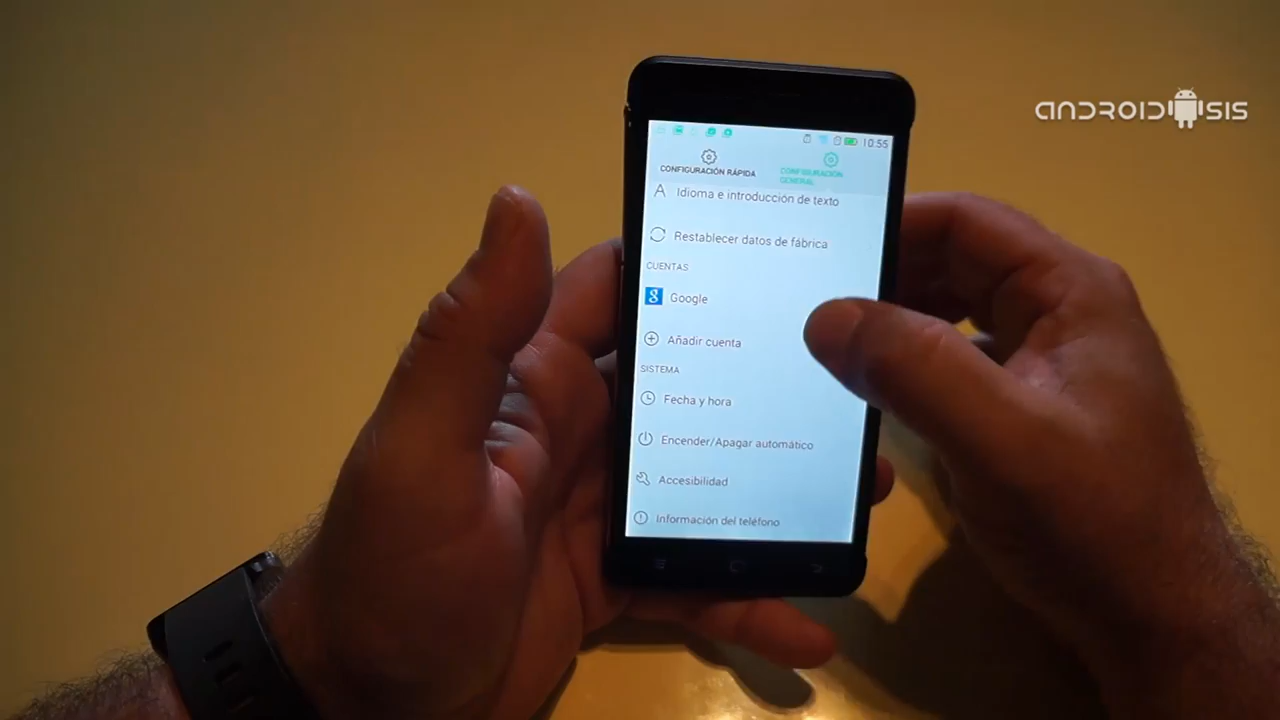 ANDROIDSIS
10:55
CONFIGURACIÓN RÁPIDA
CONFIGURACIÓN
GENERAL
Idioma e introducción de texto
Restablecer datos de fábrica
CUENTAS
Google
Añadir cuenta
SISTEMA
Fecha y hora
Encender/Apagar automático
Accesibilidad
Información del teléfono